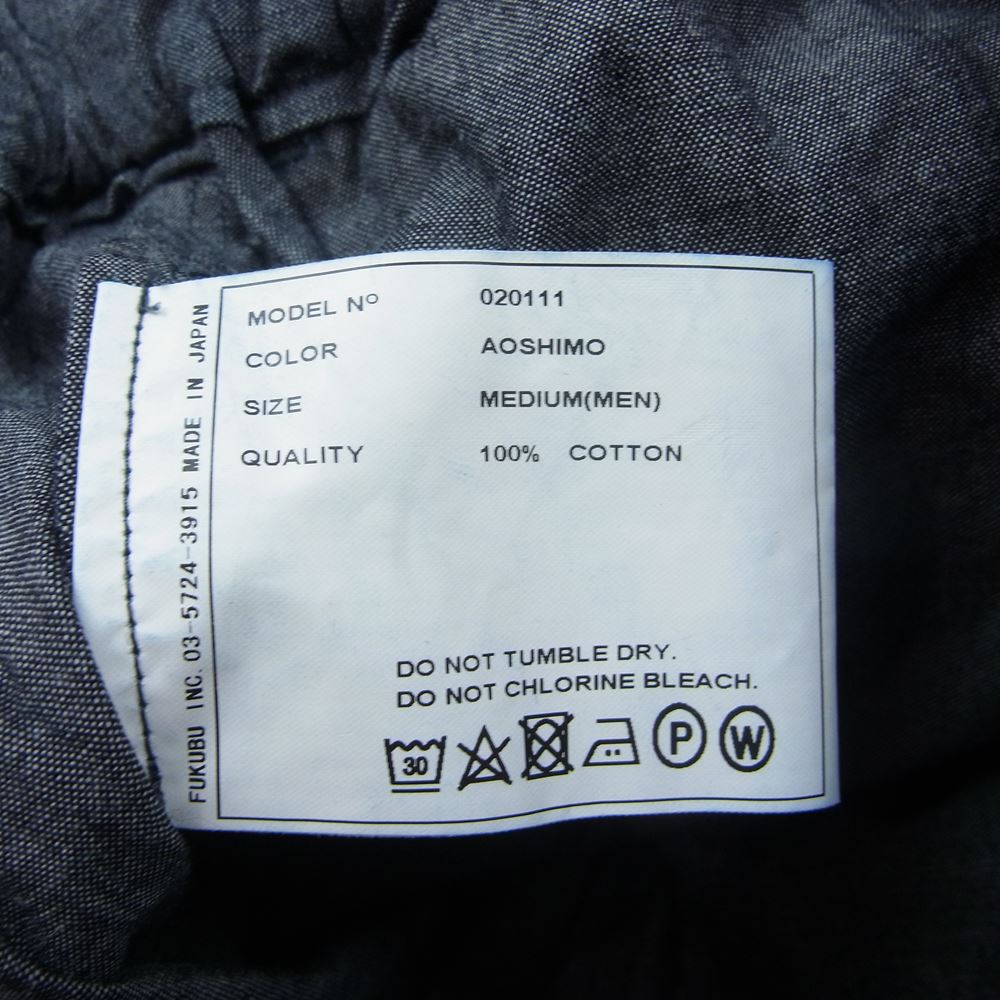 MODEL Nº 020111
COLOR AOSHIMO
SIZE MEDIUM(MEN)
QUALITY 100% COTTON
DO NOT TUMBLE DRY.
DO NOT CHLORINE BLEACH.
30 P W
FUKUBU INC. 03-5724-3915 MADE IN JAPAN